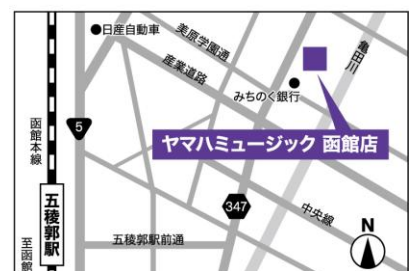 日産自動車
美原学園通
産業道路
亀田川
みちのく銀行
函館本線
5
ヤマハミュージック 函館店
五稜郭駅
347
中央線
五稜郭駅前通
N
至函館